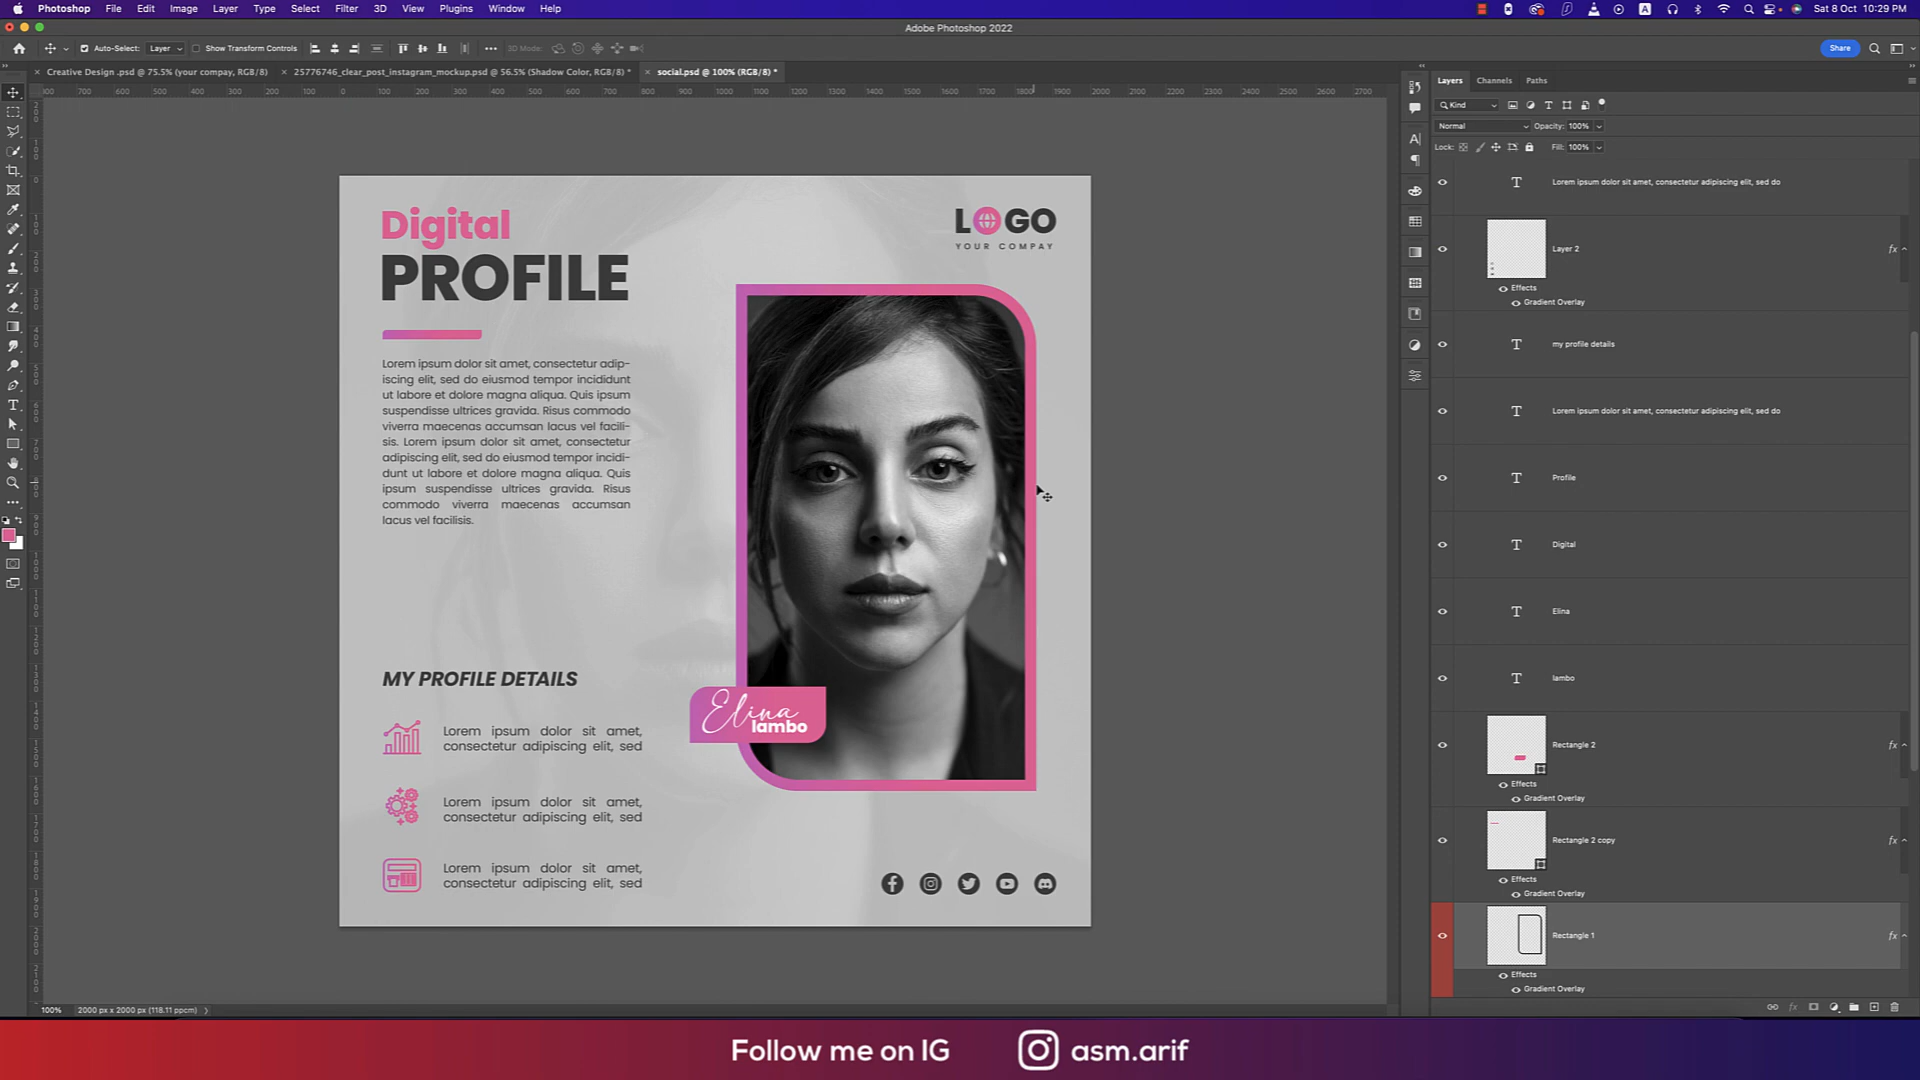 Photoshop File Edit Image Layer Type Select Filter 3D View Plugins Window Help
Sat 8 Oct 10:29 PM
Adobe Photoshop 2022
Auto-Select: Layer Show Transform Controls 3D Mode: Share
Creative Design .psd @ 75.5% (your compay, RGB/8)
25776746_clear_post_instagram_mockup.psd @ 56.5% (Shadow Color, RGB/8) *
social.psd @ 100% (RGB/8) *
Digital
PROFILE
LOGO
YOUR COMPAY
Lorem ipsum dolor sit amet, consectetur adip-
iscing elit, sed do eiusmod tempor incididunt
ut labore et dolore magna aliqua. Quis ipsum
suspendisse ultrices gravida. Risus commodo
viverra maecenas accumsan lacus vel facili-
sis. Lorem ipsum dolor sit amet, consectetur
adipiscing elit, sed do eiusmod tempor incidi-
dunt ut labore et dolore magna aliqua. Quis
ipsum suspendisse ultrices gravida. Risus
commodo viverra maecenas accumsan
lacus vel facilisis.
Elina
lambo
MY PROFILE DETAILS
Lorem ipsum dolor sit amet,
consectetur adipiscing elit, sed
Lorem ipsum dolor sit amet,
consectetur adipiscing elit, sed
Lorem ipsum dolor sit amet,
consectetur adipiscing elit, sed
100% 2000 px x 2000 px (118.11 ppcm)
Layers Channels Paths
Kind
Normal Opacity: 100%
Lock: Fill: 100%
Lorem ipsum dolor sit amet, consectetur adipiscing elit, sed do
Layer 2 fx
Effects
Gradient Overlay
my profile details
Lorem ipsum dolor sit amet, consectetur adipiscing elit, sed do
Profile
Digital
Elina
lambo
Rectangle 2 fx
Effects
Gradient Overlay
Rectangle 2 copy fx
Effects
Gradient Overlay
Rectangle 1 fx
Effects
Gradient Overlay
Follow me on IG asm.arif